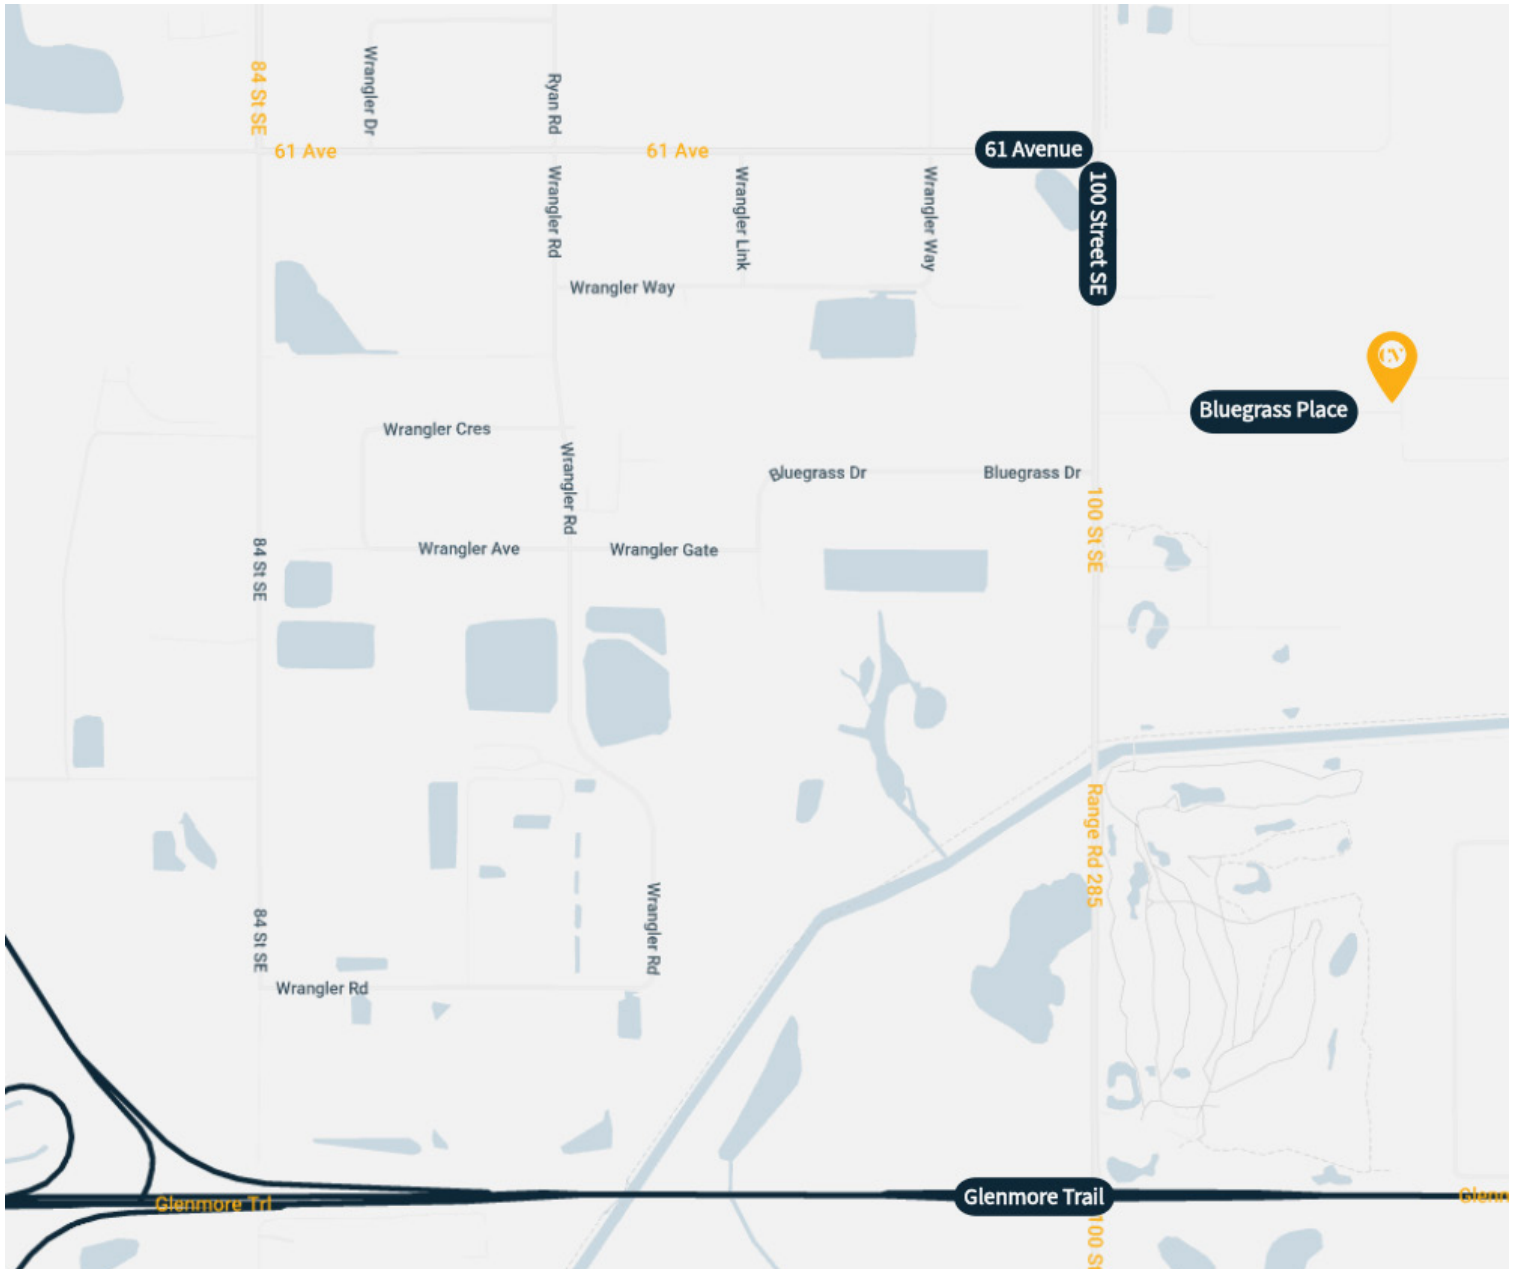 84 St SE
Wrangler Dr
Ryan Rd
61 Ave
61 Ave
61 Avenue
Wrangler Rd
Wrangler Link
Wrangler Way
100 Street SE
Wrangler Way
Bluegrass Place
Wrangler Cres
Wrangler Rd
Bluegrass Dr
Bluegrass Dr
100 St SE
84 St SE
Wrangler Ave
Wrangler Gate
Range Rd 285
84 St SE
Wrangler Rd
Wrangler Rd
Glenmore Trl
Glenmore Trail
Glenn
100 St